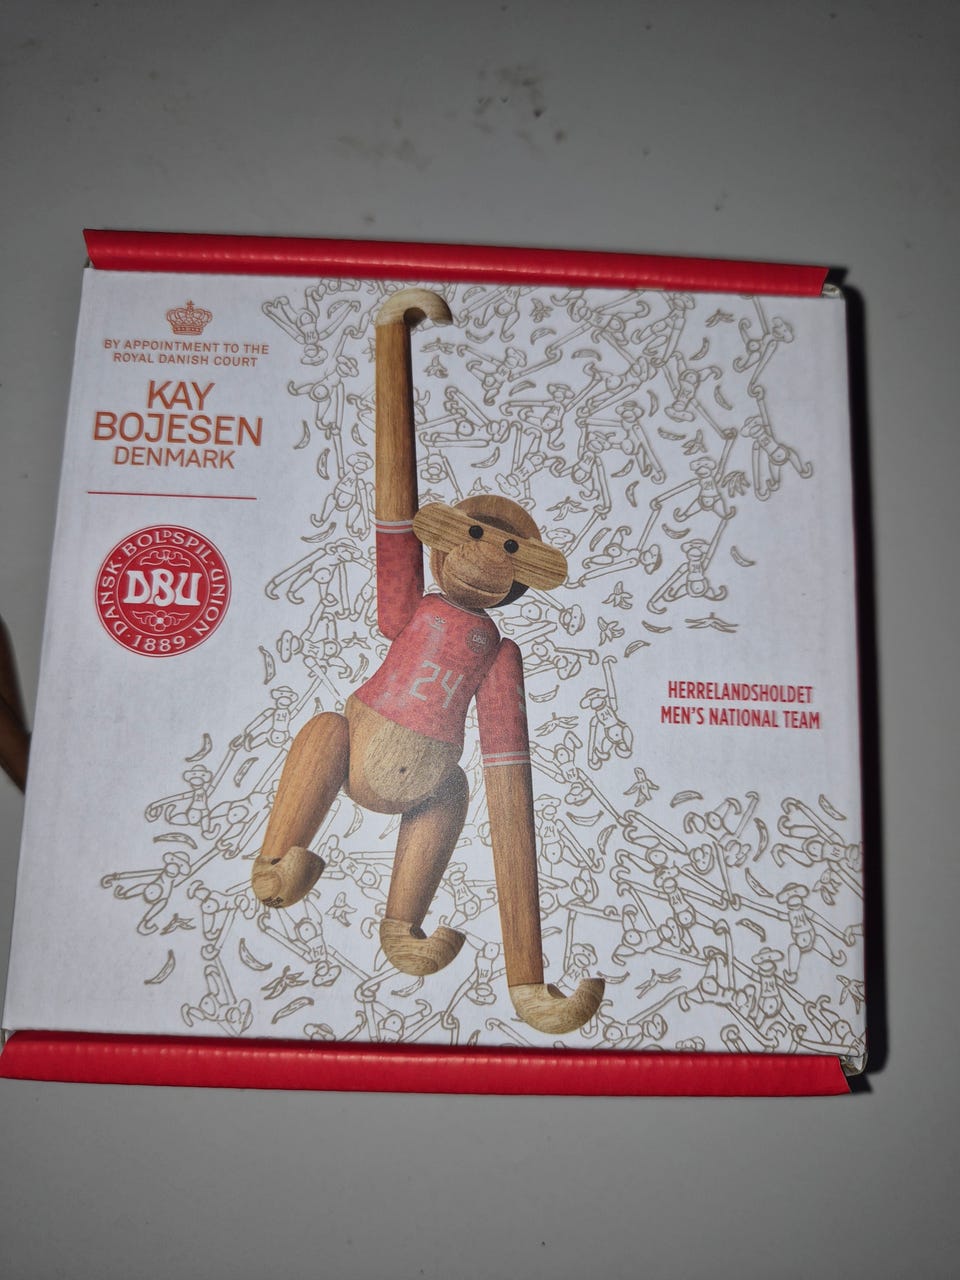 BY APPOINTMENT TO THE
ROYAL DANISH COURT
KAY
BOJESEN
DENMARK
DANSK · BOLDSPIL · UNION
DBU
· 1889 ·
24
HERRELANDSHOLDET
MEN'S NATIONAL TEAM